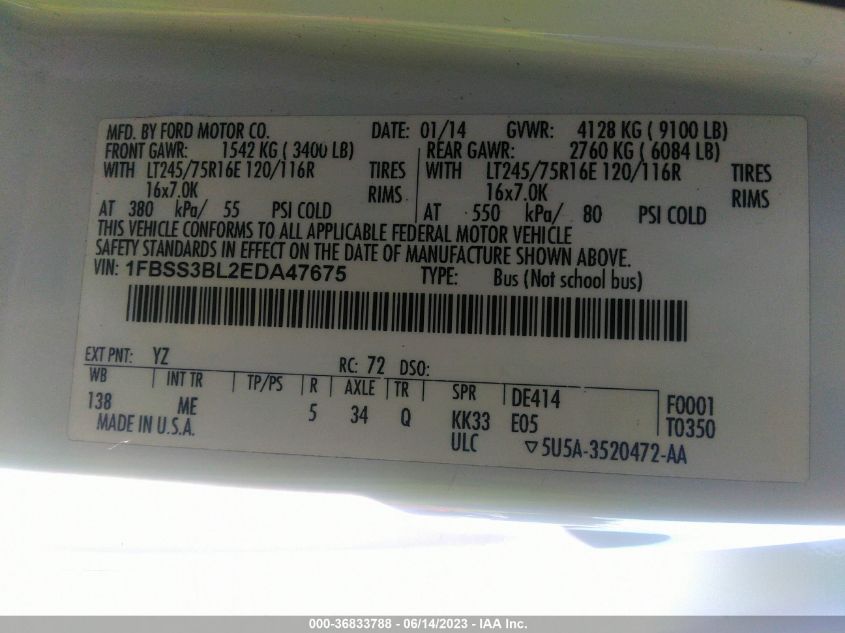 MFD. BY FORD MOTOR CO. DATE: 01/14 GVWR: 4128 KG ( 9100 LB)
FRONT GAWR: 1542 KG ( 3400 LB) REAR GAWR: 2760 KG ( 6084 LB)
WITH LT245/75R16E 120/116R TIRES WITH LT245/75R16E 120/116R TIRES
16x7.0K RIMS 16x7.0K RIMS
AT 380 kPa/ 55 PSI COLD AT 550 kPa/ 80 PSI COLD
THIS VEHICLE CONFORMS TO ALL APPLICABLE FEDERAL MOTOR VEHICLE
SAFETY STANDARDS IN EFFECT ON THE DATE OF MANUFACTURE SHOWN ABOVE.
VIN: 1FBSS3BL2EDA47675 TYPE: Bus (Not school bus)
EXT PNT: YZ RC: 72 DSO:
WB INT TR TP/PS R AXLE TR SPR DE414 F0001
138 ME 5 34 Q KK33 E05 T0350
MADE IN U.S.A. ULC ▽5U5A-3520472-AA
000-36833788 - 06/14/2023 - IAA Inc.